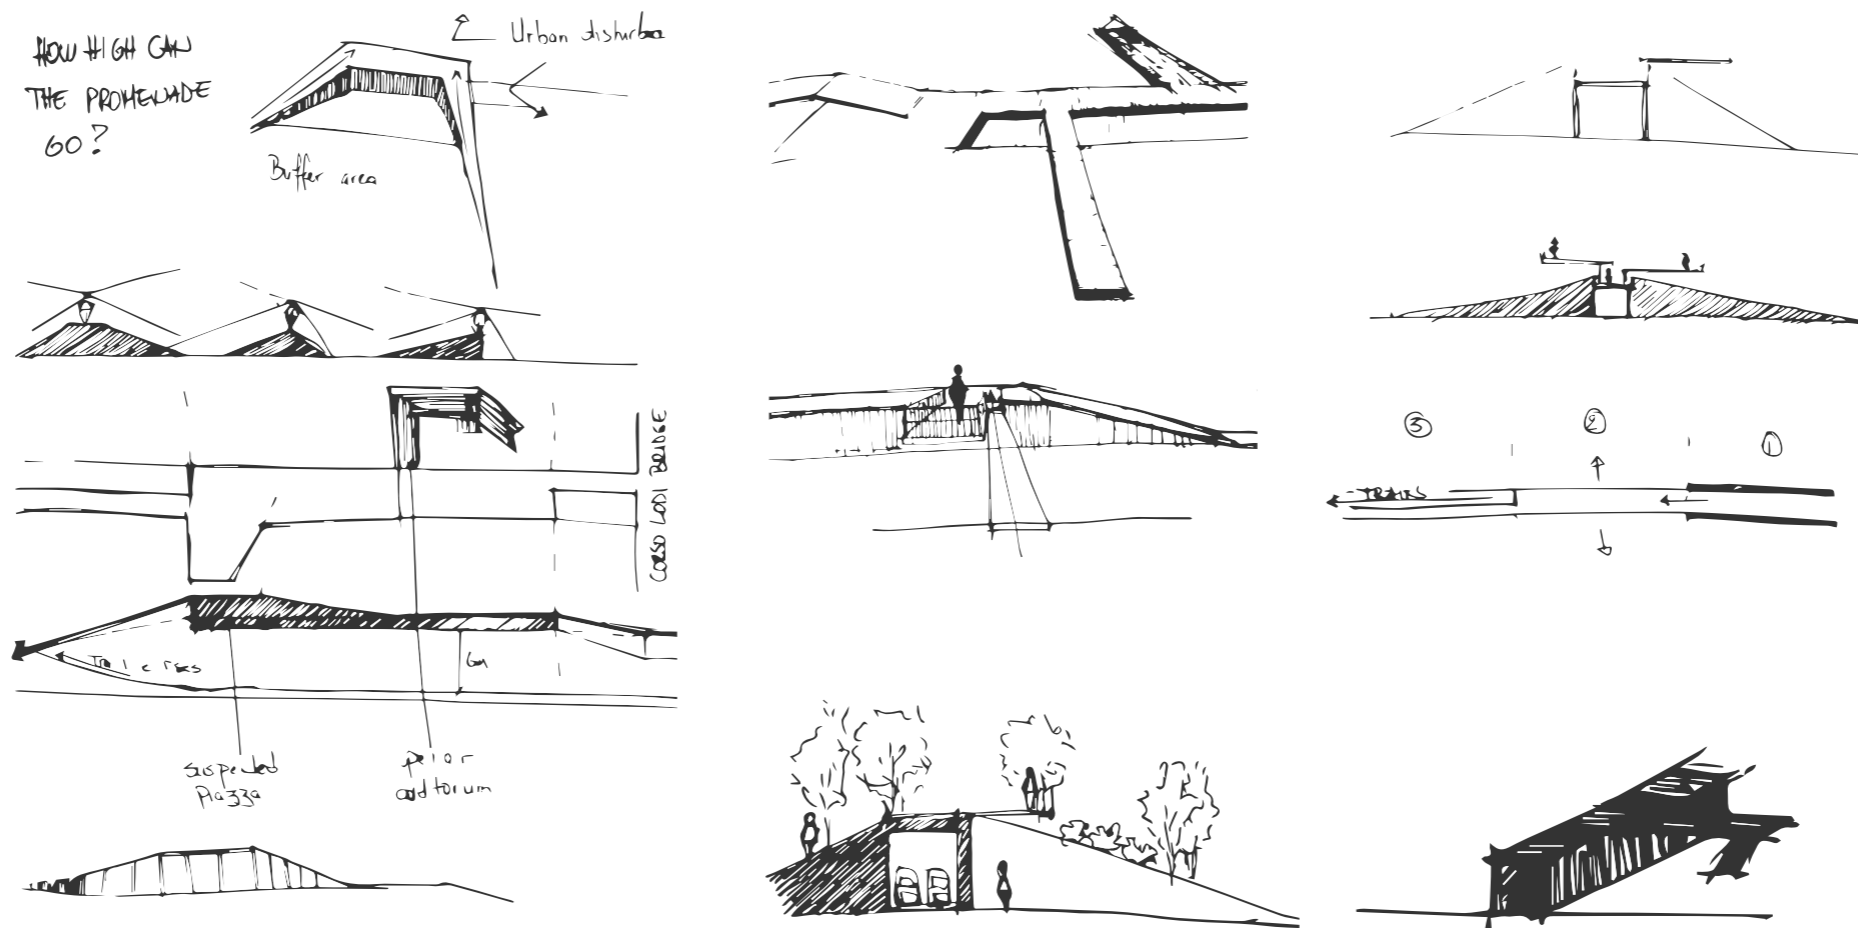 HOW HIGH CAN
THE PROMENADE
GO?
Urban
Buffer area
CORSO LODI BRIDGE
6m
suspended
Piazza
auditorium
3
2
1
TRAINS